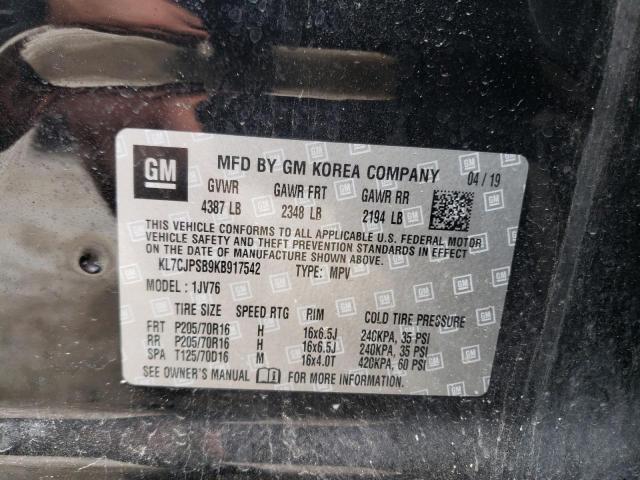 GM MFD BY GM KOREA COMPANY 04/19
GVWR GAWR FRT GAWR RR
4387 LB 2348 LB 2194 LB
THIS VEHICLE CONFORMS TO ALL APPLICABLE U.S. FEDERAL MOTOR
VEHICLE SAFETY AND THEFT PREVENTION STANDARDS IN EFFECT
ON THE DATE OF MANUFACTURE SHOWN ABOVE.
KL7CJPSB9KB917542 TYPE: MPV
MODEL: 1JV76
TIRE SIZE SPEED RTG RIM COLD TIRE PRESSURE
FRT P205/70R16 H 16x6.5J 240KPA, 35 PSI
RR P205/70R16 H 16x6.5J 240KPA, 35 PSI
SPA T125/70D16 M 16x4.0T 420KPA, 60 PSI
SEE OWNER'S MANUAL FOR MORE INFORMATION.